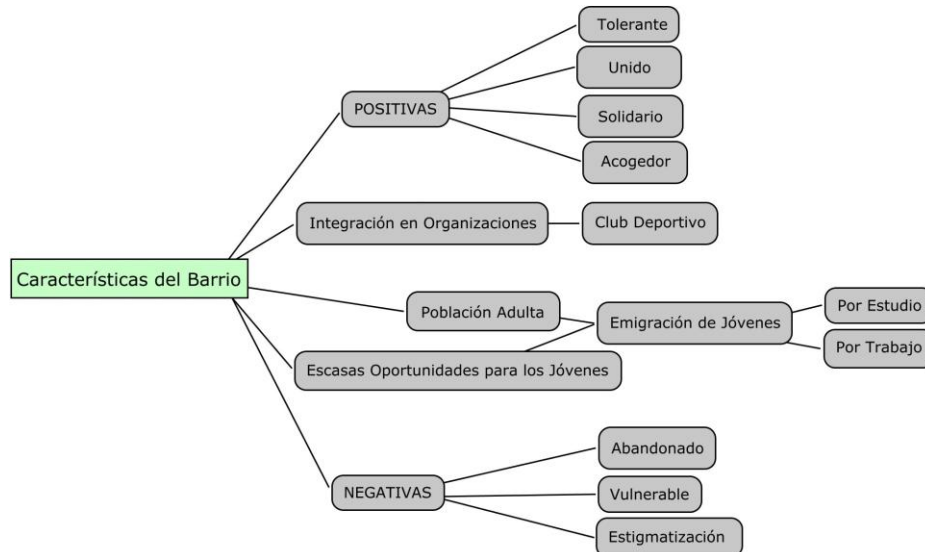 Características del Barrio
POSITIVAS
Tolerante
Unido
Solidario
Acogedor
Integración en Organizaciones
Club Deportivo
Población Adulta
Escasas Oportunidades para los Jóvenes
Emigración de Jóvenes
Por Estudio
Por Trabajo
NEGATIVAS
Abandonado
Vulnerable
Estigmatización